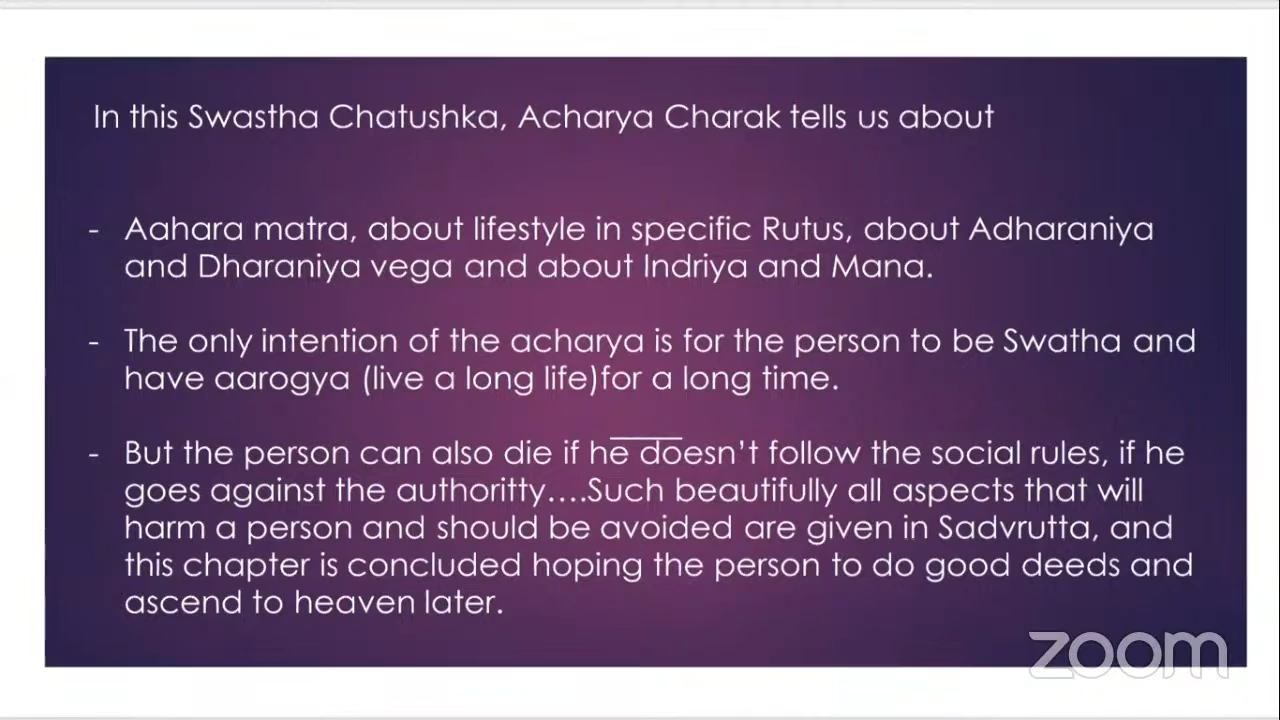 In this Swastha Chatushka, Acharya Charak tells us about
- Aahara matra, about lifestyle in specific Rutus, about Adharaniya
and Dharaniya vega and about Indriya and Mana.
- The only intention of the acharya is for the person to be Swatha and
have aarogya (live a long life)for a long time.
- But the person can also die if he doesn't follow the social rules, if he
goes against the authoritty....Such beautifully all aspects that will
harm a person and should be avoided are given in Sadvrutta, and
this chapter is concluded hoping the person to do good deeds and
ascend to heaven later.
zoom